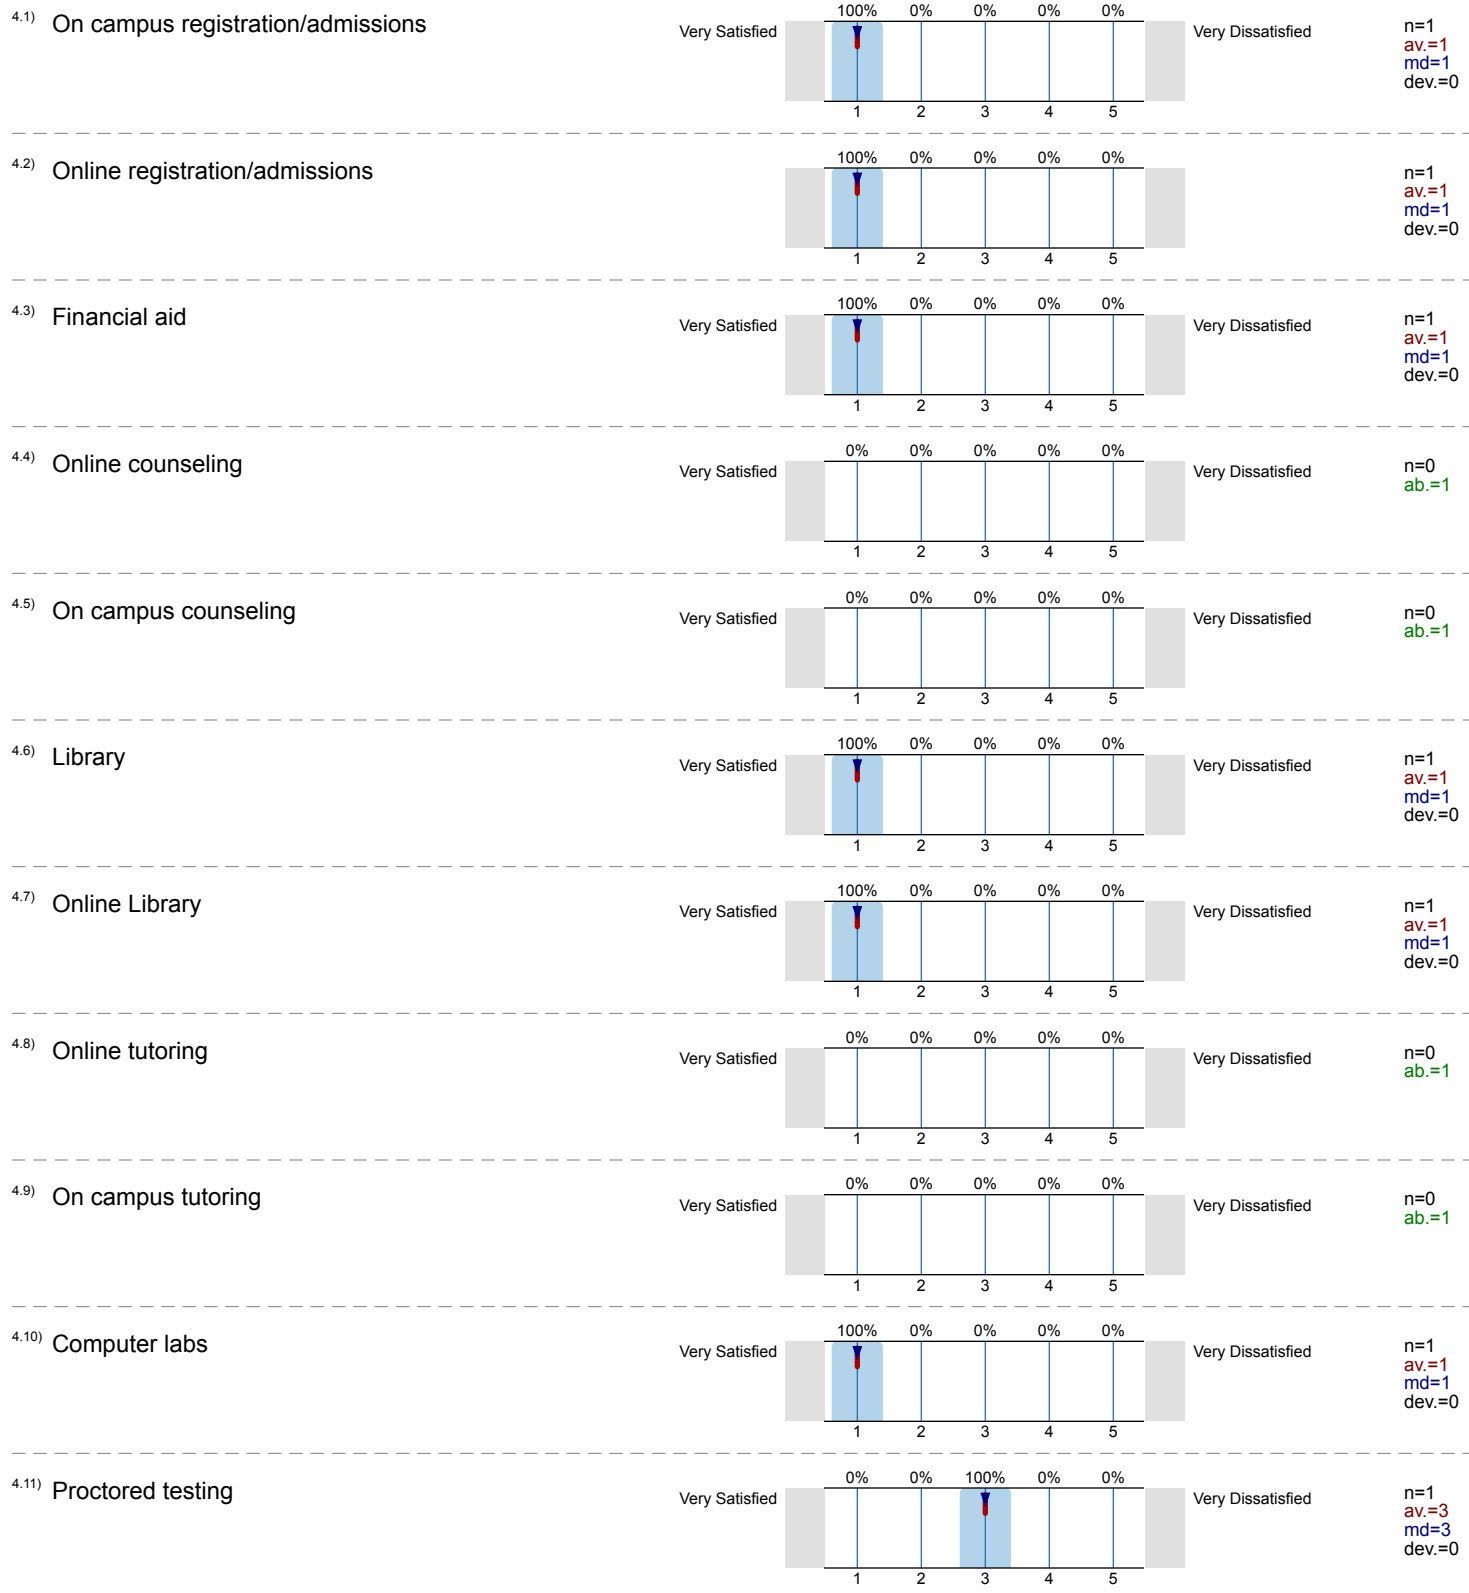 4.1) On campus registration/admissions
100% 0% 0% 0% 0%
Very Satisfied Very Dissatisfied
n=1
av.=1
md=1
dev.=0
1 2 3 4 5
4.2) Online registration/admissions
100% 0% 0% 0% 0%
n=1
av.=1
md=1
dev.=0
1 2 3 4 5
4.3) Financial aid
100% 0% 0% 0% 0%
Very Satisfied Very Dissatisfied
n=1
av.=1
md=1
dev.=0
1 2 3 4 5
4.4) Online counseling
0% 0% 0% 0% 0%
Very Satisfied Very Dissatisfied
n=0
ab.=1
1 2 3 4 5
4.5) On campus counseling
0% 0% 0% 0% 0%
Very Satisfied Very Dissatisfied
n=0
ab.=1
1 2 3 4 5
4.6) Library
100% 0% 0% 0% 0%
Very Satisfied Very Dissatisfied
n=1
av.=1
md=1
dev.=0
1 2 3 4 5
4.7) Online Library
100% 0% 0% 0% 0%
Very Satisfied Very Dissatisfied
n=1
av.=1
md=1
dev.=0
1 2 3 4 5
4.8) Online tutoring
0% 0% 0% 0% 0%
Very Satisfied Very Dissatisfied
n=0
ab.=1
1 2 3 4 5
4.9) On campus tutoring
0% 0% 0% 0% 0%
Very Satisfied Very Dissatisfied
n=0
ab.=1
1 2 3 4 5
4.10) Computer labs
100% 0% 0% 0% 0%
Very Satisfied Very Dissatisfied
n=1
av.=1
md=1
dev.=0
1 2 3 4 5
4.11) Proctored testing
0% 0% 100% 0% 0%
Very Satisfied Very Dissatisfied
n=1
av.=3
md=3
dev.=0
1 2 3 4 5